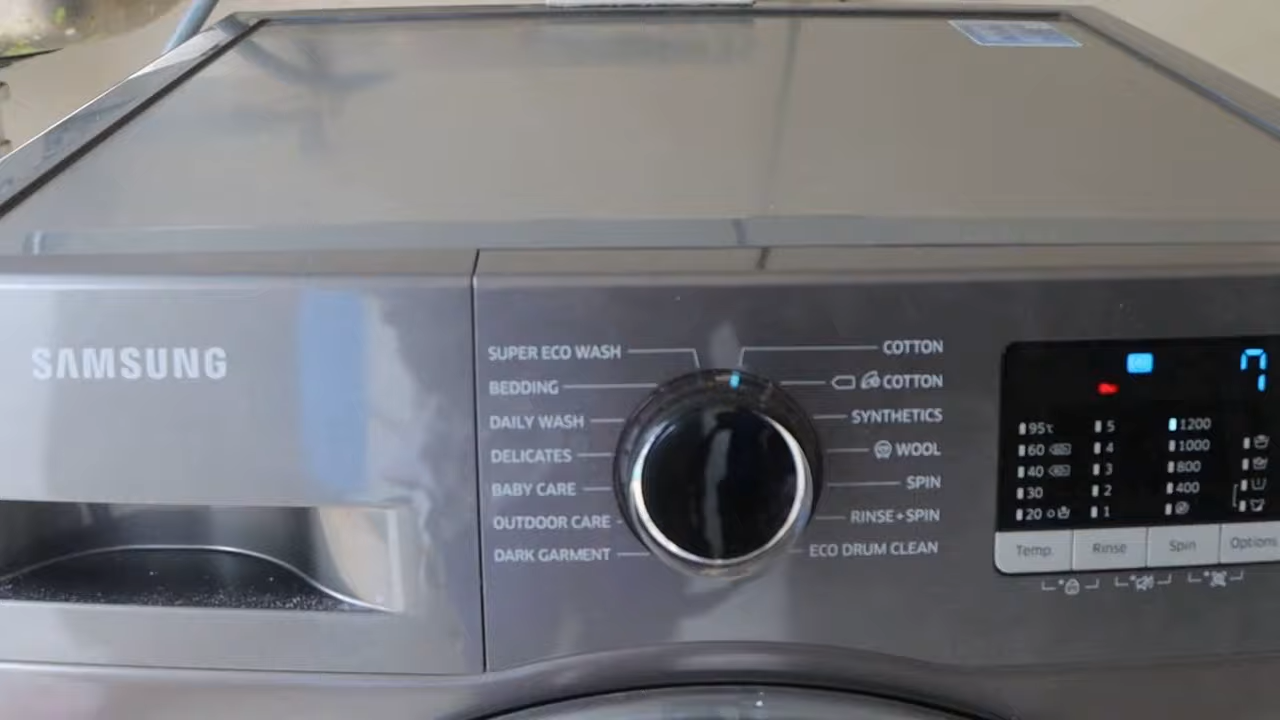 SAMSUNG
SUPER ECO WASH
BEDDING
DAILY WASH
DELICATES
BABY CARE
OUTDOOR CARE
DARK GARMENT
COTTON
COTTON
SYNTHETICS
WOOL
SPIN
RINSE+SPIN
ECO DRUM CLEAN
7
95℃ 5 1200
60 4 1000
40 3 800
30 2 400
20 1
Temp. Rinse Spin Options